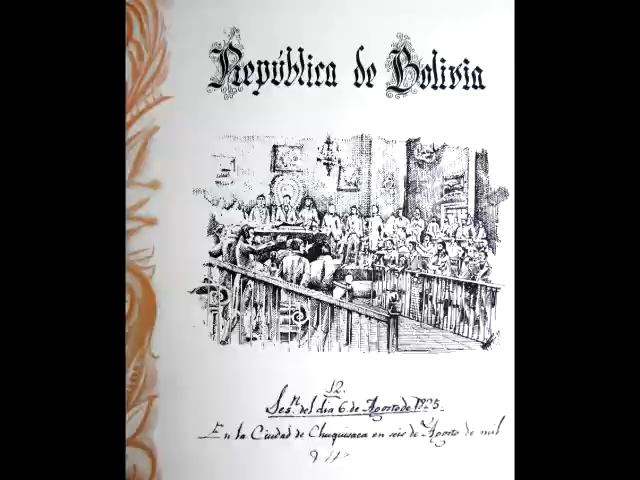 República de Bolivia
12.
Ses.n del dia 6. de Agosto de 1825.
En la Ciudad de Chuquisaca en seis de Agosto de mil